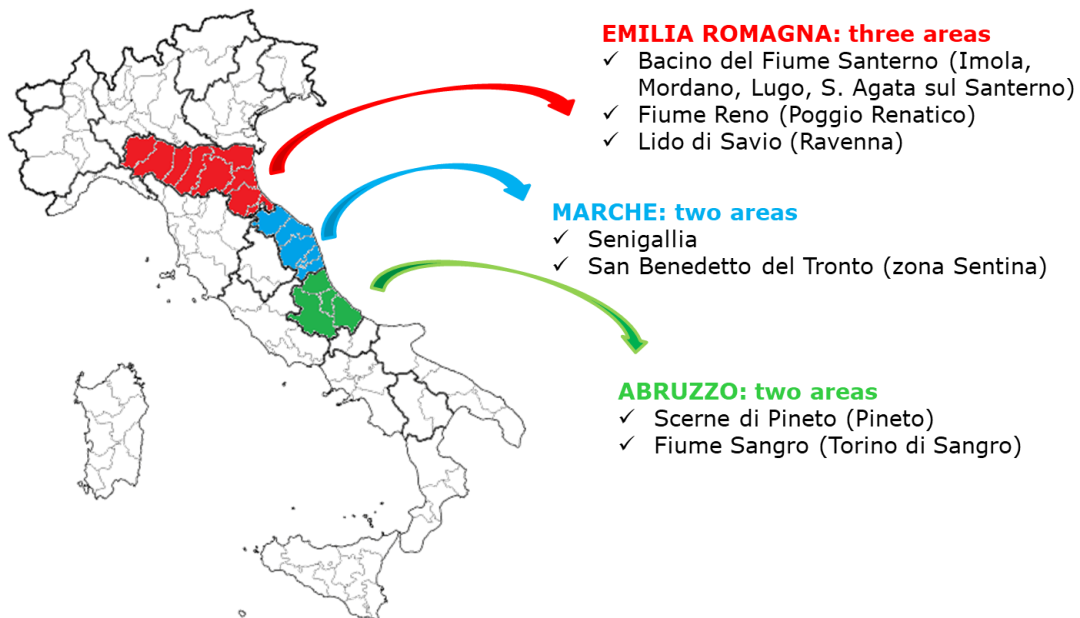 EMILIA ROMAGNA: three areas
✓ Bacino del Fiume Santerno (Imola,
Mordano, Lugo, S. Agata sul Santerno)
✓ Fiume Reno (Poggio Renatico)
✓ Lido di Savio (Ravenna)
MARCHE: two areas
✓ Senigallia
✓ San Benedetto del Tronto (zona Sentina)
ABRUZZO: two areas
✓ Scerne di Pineto (Pineto)
✓ Fiume Sangro (Torino di Sangro)